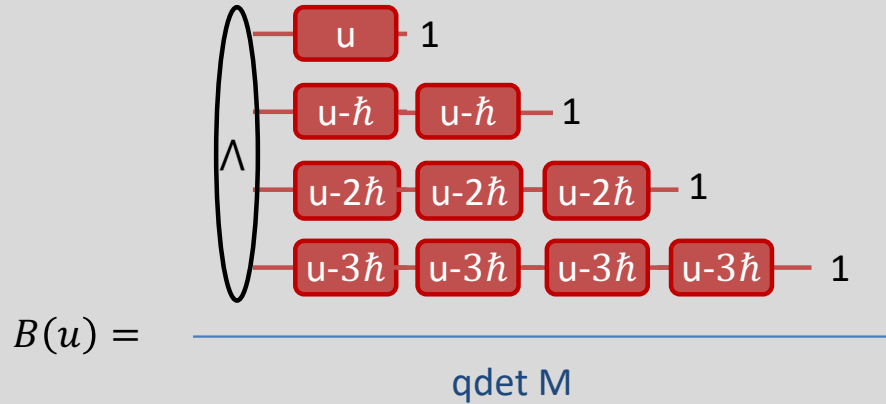 u 1
u-ℏ u-ℏ 1
∧
u-2ℏ u-2ℏ u-2ℏ 1
u-3ℏ u-3ℏ u-3ℏ u-3ℏ 1
B(u) =
qdet M